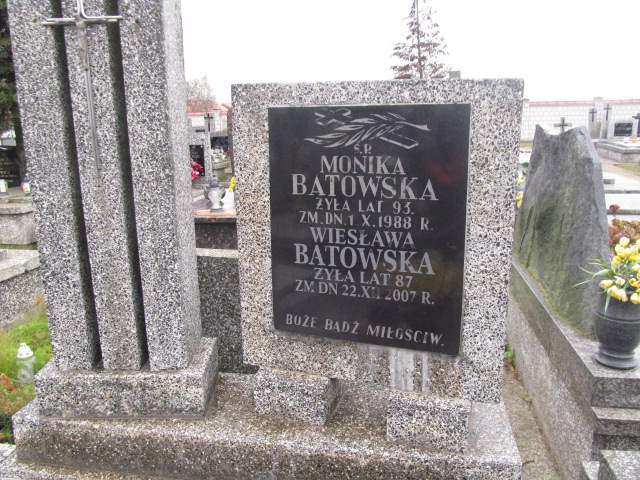 Ś.P.
MONIKA
BATOWSKA
ŻYŁA LAT 93.
ZM. DN. 1 X. 1988 R.
WIESŁAWA
BATOWSKA
ŻYŁA LAT 87
ZM. DN 22.XII 2007 R.
BOŻE BĄDŹ MIŁOŚCIW.